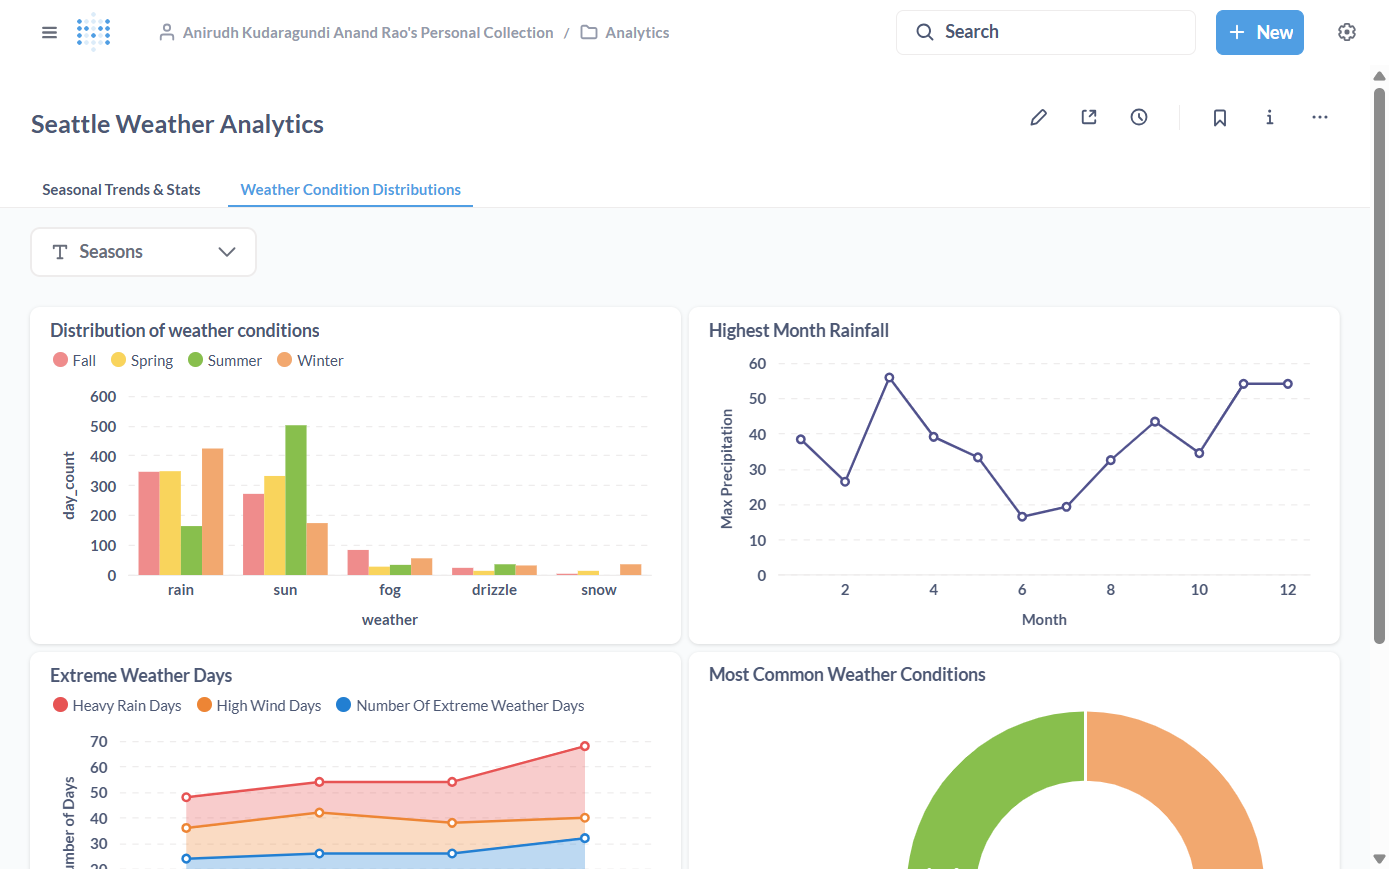 Anirudh Kudaragundi Anand Rao's Personal Collection / Analytics
Search
+ New
Seattle Weather Analytics
Seasonal Trends & Stats
Weather Condition Distributions
Seasons
Distribution of weather conditions
Fall Spring Summer Winter
600
500
400
300
200
100
0
day_count
rain sun fog drizzle snow
weather
Highest Month Rainfall
60
50
40
30
20
10
0
Max Precipitation
2 4 6 8 10 12
Month
Extreme Weather Days
Heavy Rain Days High Wind Days Number Of Extreme Weather Days
70
60
50
40
30
20
umber of Days
Most Common Weather Conditions